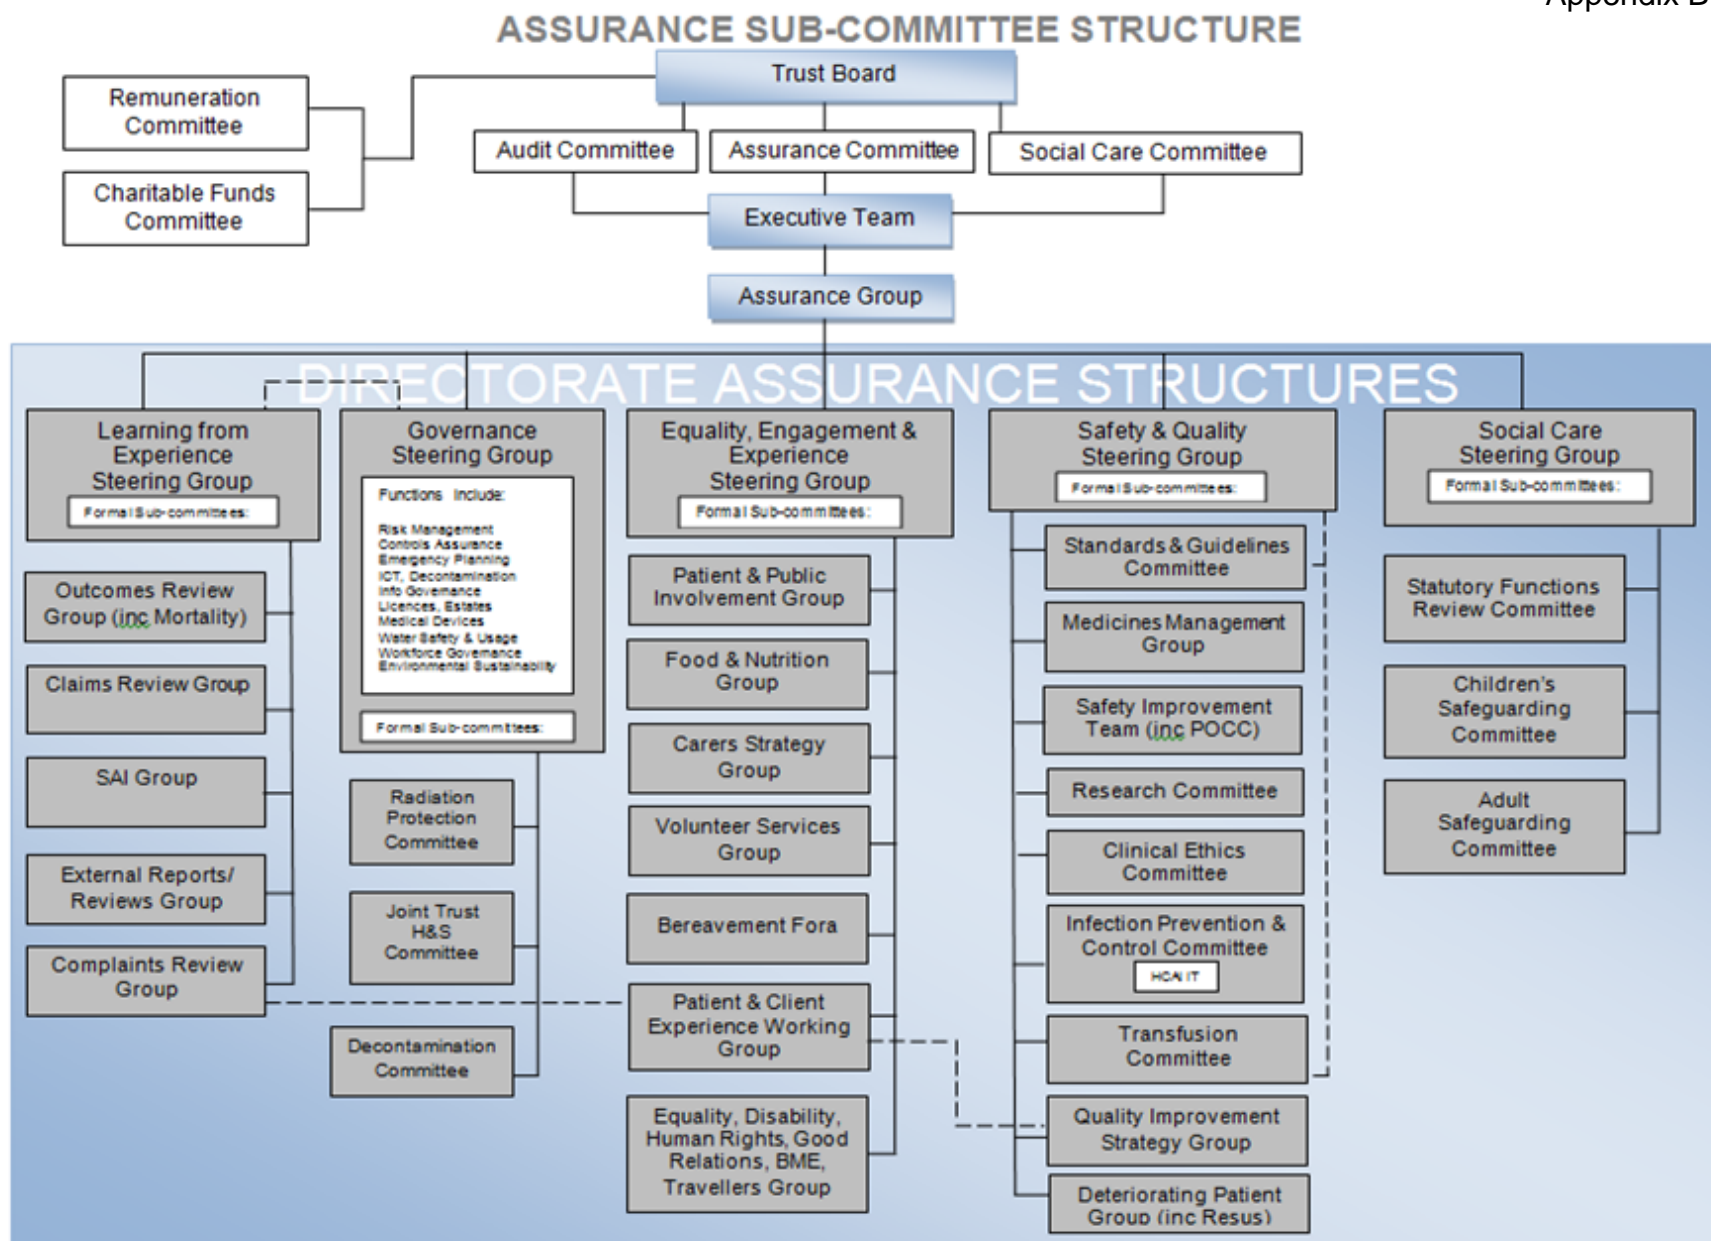 Appendix B
ASSURANCE SUB-COMMITTEE STRUCTURE
Trust Board
Remuneration
Committee
Charitable Funds
Committee
Audit Committee
Assurance Committee
Social Care Committee
Executive Team
Assurance Group
DIRECTORATE ASSURANCE STRUCTURES
Learning from
Experience
Steering Group
Formal Sub-committees:
Outcomes Review
Group (inc Mortality)
Claims Review Group
SAI Group
External Reports/
Reviews Group
Complaints Review
Group
Governance
Steering Group
Functions Include:
Risk Management
Controls Assurance
Emergency Planning
ICT, Decontamination
Info Governance
Licences, Estates
Medical Devices
Water Safety & Usage
Workforce Governance
Environmental Sustainability
Formal Sub-committees:
Radiation
Protection
Committee
Joint Trust
H&S
Committee
Decontamination
Committee
Equality, Engagement &
Experience
Steering Group
Formal Sub-committees:
Patient & Public
Involvement Group
Food & Nutrition
Group
Carers Strategy
Group
Volunteer Services
Group
Bereavement Fora
Patient & Client
Experience Working
Group
Equality, Disability,
Human Rights, Good
Relations, BME,
Travellers Group
Safety & Quality
Steering Group
Formal Sub-committees:
Standards & Guidelines
Committee
Medicines Management
Group
Safety Improvement
Team (inc POCC)
Research Committee
Clinical Ethics
Committee
Infection Prevention &
Control Committee
HCAI IT
Transfusion
Committee
Quality Improvement
Strategy Group
Deteriorating Patient
Group (inc Resus)
Social Care
Steering Group
Formal Sub-committees:
Statutory Functions
Review Committee
Children's
Safeguarding
Committee
Adult
Safeguarding
Committee